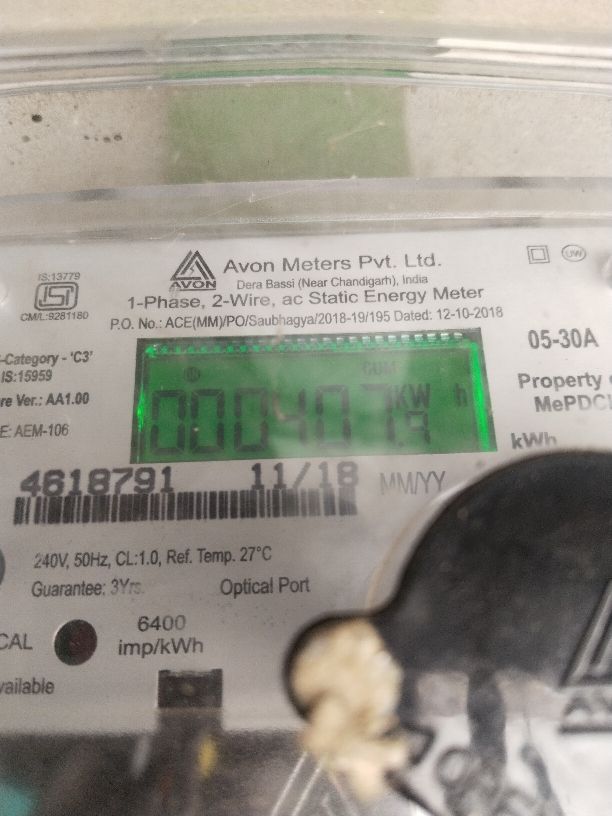 Avon Meters Pvt. Ltd.
AVON
Dera Bassi (Near Chandigarh), India
IS:13779
ISI
CM/L:9281180
UW
1-Phase, 2-Wire, ac Static Energy Meter
P.O. No.: ACE(MM)/PO/Saubhagya/2018-19/195 Dated: 12-10-2018
05-30A
-Category - 'C3'
IS:15959
re Ver.: AA1.00
E: AEM-106
CUM
000407.9
KW h
Property
MePDC
kWh
4618791 11/18 MM/YY
240V, 50Hz, CL:1.0, Ref. Temp. 27°C
Guarantee: 3Yrs. Optical Port
CAL
6400
imp/kWh
vailable